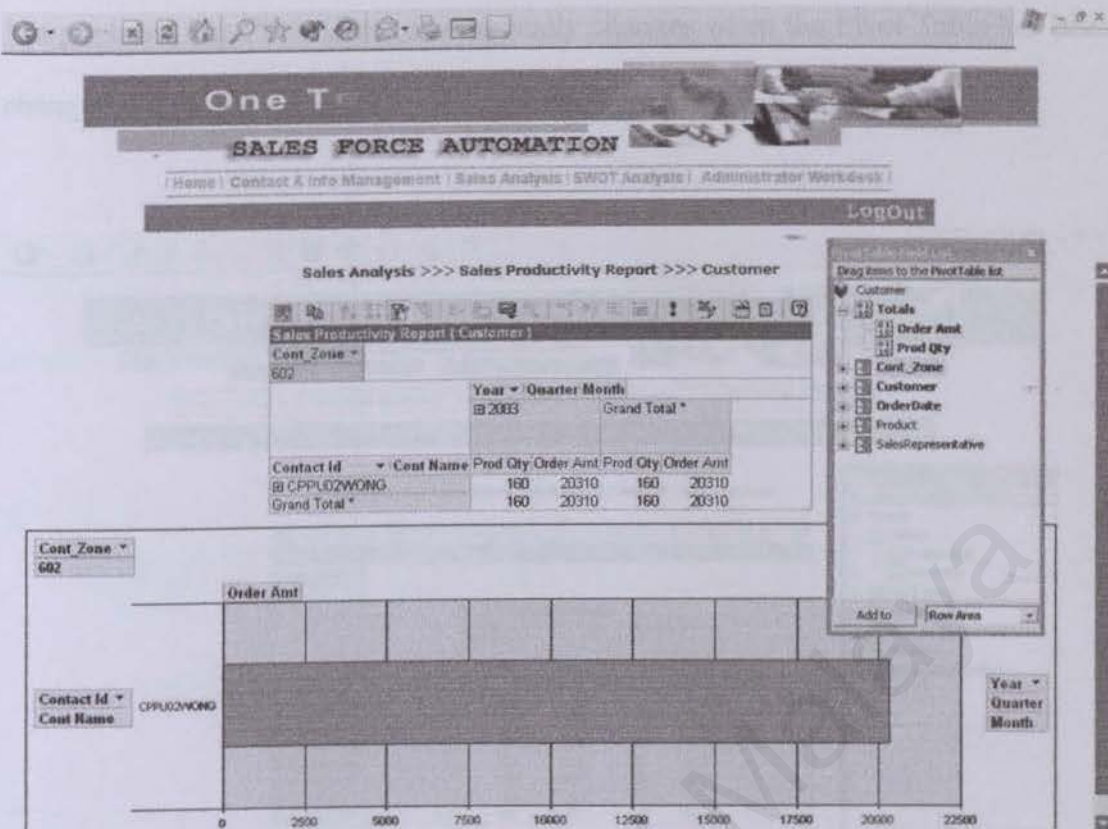 One T
SALES FORCE AUTOMATION
Home | Contact & Info Management | Sales Analysis | SWOT Analysis | Administrator Workdesk
LogOut
Sales Analysis >>> Sales Productivity Report >>> Customer
Sales Productivity Report ( Customer )
Cont_Zone
602
Year Quarter Month
2003 Grand Total *
Contact Id Cont Name Prod Qty Order Amt Prod Qty Order Amt
CPPU02WONG 160 20310 160 20310
Grand Total * 160 20310 160 20310
Drag items to the PivotTable list
Customer
Totals
Order Amt
Prod Qty
Cont_Zone
Customer
OrderDate
Product
SalesRepresentative
Add to Row Area
Cont_Zone
602
Order Amt
Contact Id
Cont Name
CPPU02WONG
Year
Quarter
Month
0 2500 5000 7500 10000 12500 15000 17500 20000 22500
Malaya